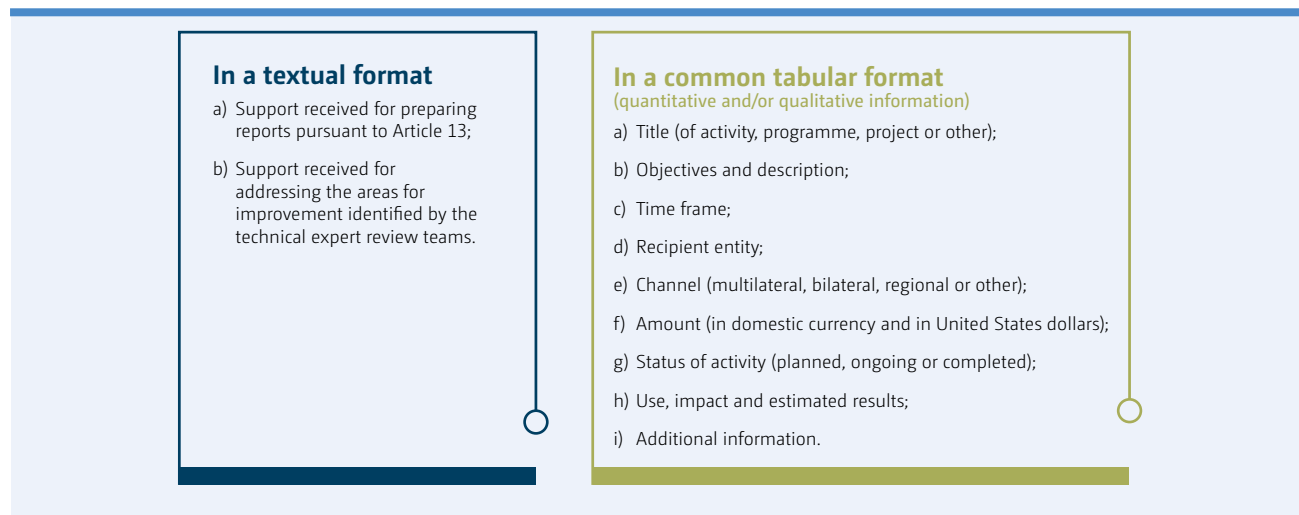 In a textual format
a) Support received for preparing
reports pursuant to Article 13;
b) Support received for
addressing the areas for
improvement identified by the
technical expert review teams.
In a common tabular format
(quantitative and/or qualitative information)
a) Title (of activity, programme, project or other);
b) Objectives and description;
c) Time frame;
d) Recipient entity;
e) Channel (multilateral, bilateral, regional or other);
f) Amount (in domestic currency and in United States dollars);
g) Status of activity (planned, ongoing or completed);
h) Use, impact and estimated results;
i) Additional information.